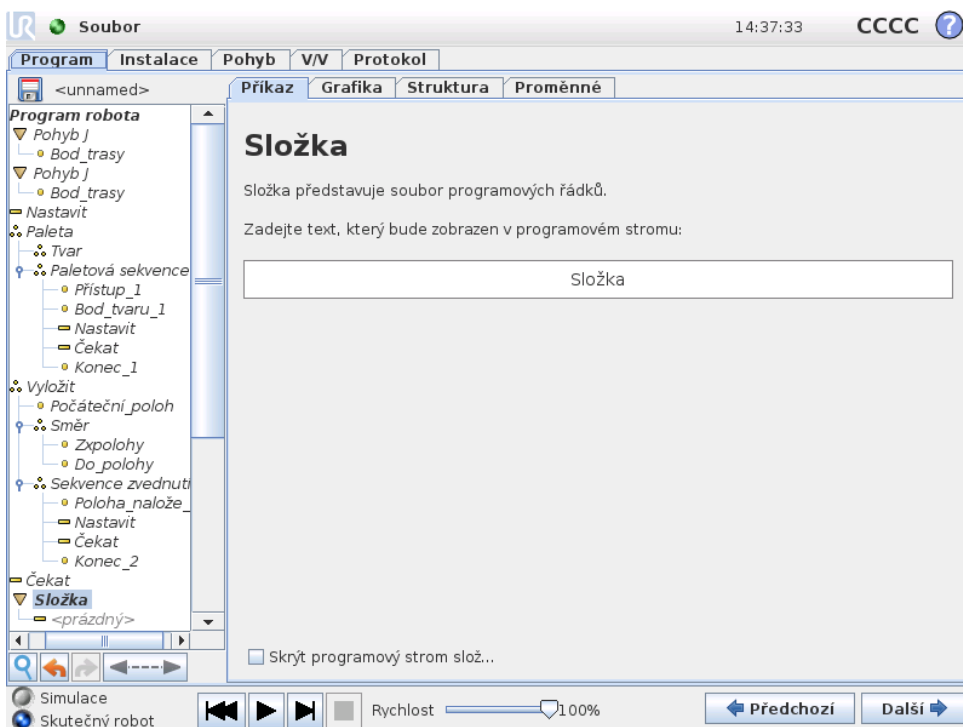 Soubor 14:37:33 CCCC ?
Program Instalace Pohyb V/V Protokol
<unnamed> Příkaz Grafika Struktura Proměnné
Program robota
Pohyb J
Bod_trasy
Pohyb J
Bod_trasy
Nastavit
Paleta
Tvar
Paletová sekvence
Přístup_1
Bod_tvaru_1
Nastavit
Čekat
Konec_1
Vyložit
Počáteční_poloh
Směr
Zxpolohy
Do_polohy
Sekvence zvednutí
Poloha_nalože_
Nastavit
Čekat
Konec_2
Čekat
Složka
<prázdný>
Složka
Složka představuje soubor programových řádků.
Zadejte text, který bude zobrazen v programovém stromu:
Složka
Skrýt programový strom slož...
Simulace
Skutečný robot
Rychlost 100%
Předchozí Další